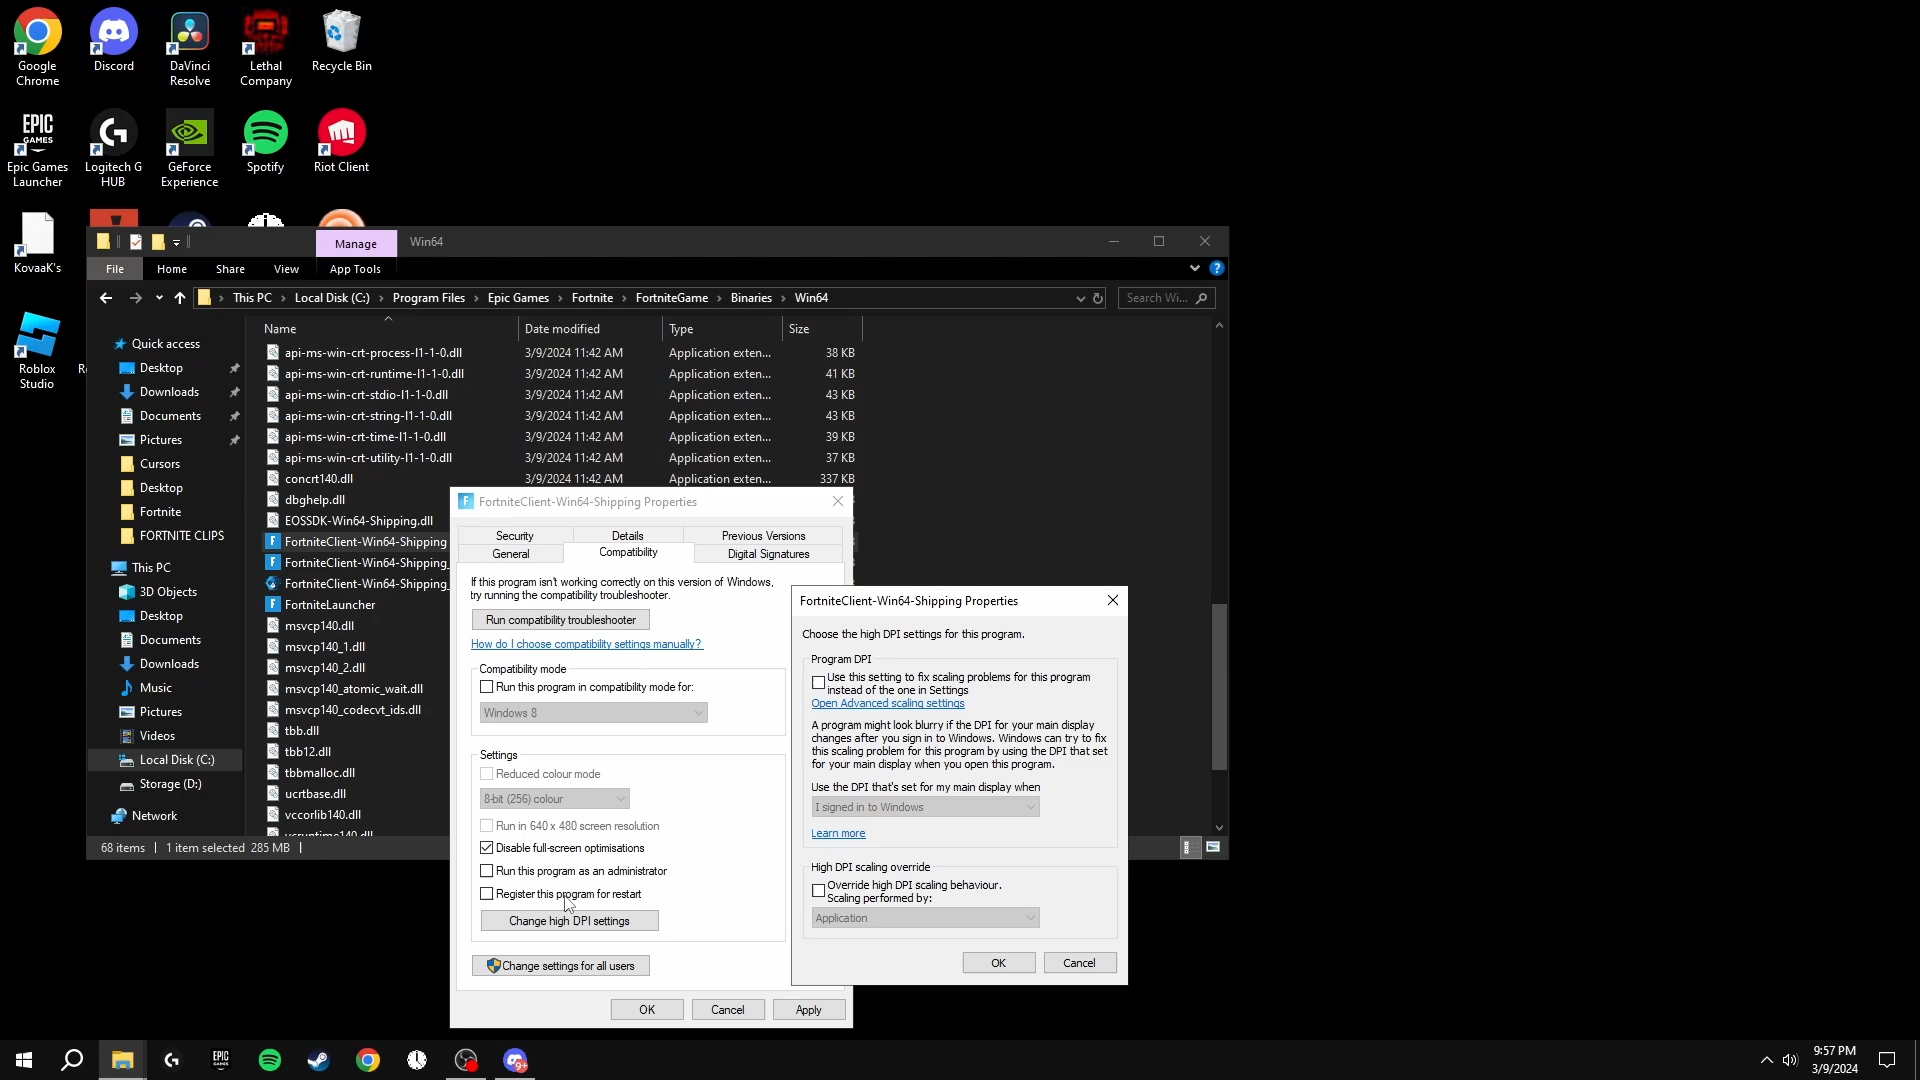 Google Chrome
Discord
DaVinci Resolve
Lethal Company
Recycle Bin
EPIC GAMES
Epic Games Launcher
Logitech G HUB
GeForce Experience
Spotify
Riot Client
KovaaK's
Roblox Studio
Manage
Win64
File
Home
Share
View
App Tools
This PC
Local Disk (C:)
Program Files
Epic Games
Fortnite
FortniteGame
Binaries
Win64
Search Wi...
Name
Date modified
Type
Size
Quick access
Desktop
Downloads
Documents
Pictures
Cursors
Desktop
Fortnite
FORTNITE CLIPS
This PC
3D Objects
Desktop
Documents
Downloads
Music
Pictures
Videos
Local Disk (C:)
Storage (D:)
Network
api-ms-win-crt-process-l1-1-0.dll 3/9/2024 11:42 AM Application exten... 38 KB
api-ms-win-crt-runtime-l1-1-0.dll 3/9/2024 11:42 AM Application exten... 41 KB
api-ms-win-crt-stdio-l1-1-0.dll 3/9/2024 11:42 AM Application exten... 43 KB
api-ms-win-crt-string-l1-1-0.dll 3/9/2024 11:42 AM Application exten... 43 KB
api-ms-win-crt-time-l1-1-0.dll 3/9/2024 11:42 AM Application exten... 39 KB
api-ms-win-crt-utility-l1-1-0.dll 3/9/2024 11:42 AM Application exten... 37 KB
concrt140.dll 3/9/2024 11:42 AM Application exten... 337 KB
dbghelp.dll
EOSSDK-Win64-Shipping.dll
FortniteClient-Win64-Shipping
FortniteClient-Win64-Shipping_
FortniteClient-Win64-Shipping_
FortniteLauncher
msvcp140.dll
msvcp140_1.dll
msvcp140_2.dll
msvcp140_atomic_wait.dll
msvcp140_codecvt_ids.dll
tbb.dll
tbb12.dll
tbbmalloc.dll
ucrtbase.dll
vccorlib140.dll
vcruntime140.dll
68 items
1 item selected 285 MB
FortniteClient-Win64-Shipping Properties
Security
Details
Previous Versions
General
Compatibility
Digital Signatures
If this program isn't working correctly on this version of Windows,
try running the compatibility troubleshooter.
Run compatibility troubleshooter
How do I choose compatibility settings manually?
Compatibility mode
Run this program in compatibility mode for:
Windows 8
Settings
Reduced colour mode
8-bit (256) colour
Run in 640 x 480 screen resolution
Disable full-screen optimisations
Run this program as an administrator
Register this program for restart
Change high DPI settings
Change settings for all users
OK
Cancel
Apply
FortniteClient-Win64-Shipping Properties
Choose the high DPI settings for this program.
Program DPI
Use this setting to fix scaling problems for this program
instead of the one in Settings
Open Advanced scaling settings
A program might look blurry if the DPI for your main display
changes after you sign in to Windows. Windows can try to fix
this scaling problem for this program by using the DPI that set
for your main display when you open this program.
Use the DPI that's set for my main display when
I signed in to Windows
Learn more
High DPI scaling override
Override high DPI scaling behaviour.
Scaling performed by:
Application
OK
Cancel
EPIC GAMES
9+
9:57 PM
3/9/2024